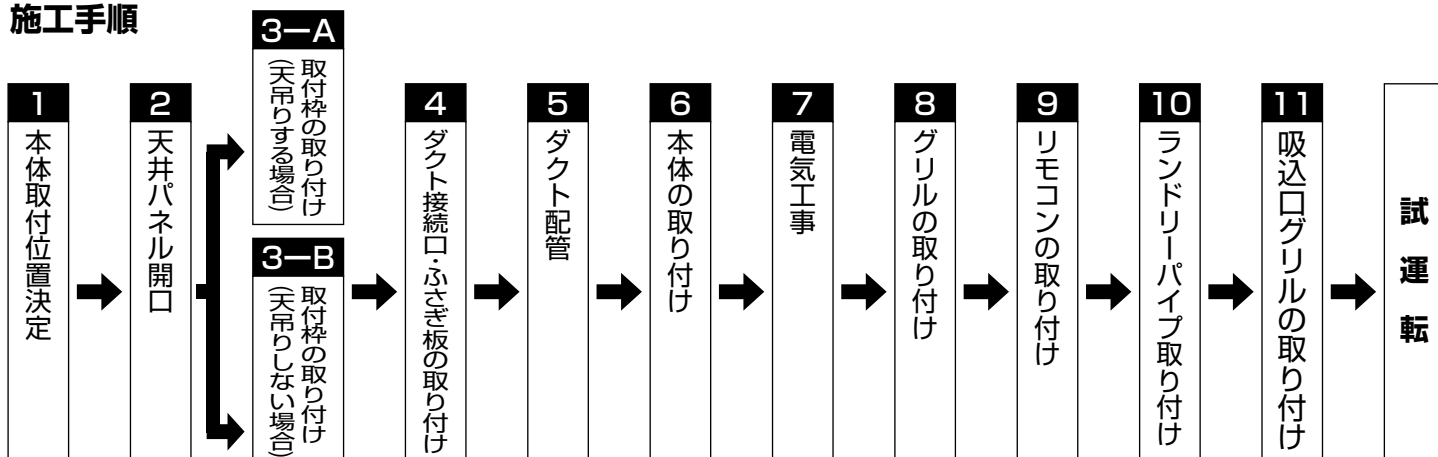 施工手順
1
本体取付位置決定
2
天井パネル開口
3ーA
取付枠の取り付け
(天吊りする場合)
3ーB
取付枠の取り付け
(天吊りしない場合)
4
ダクト接続口・ふさぎ板の取り付け
5
ダクト配管
6
本体の取り付け
7
電気工事
8
グリルの取り付け
9
リモコンの取り付け
10
ランドリーパイプ取り付け
11
吸込口グリルの取り付け
試運転